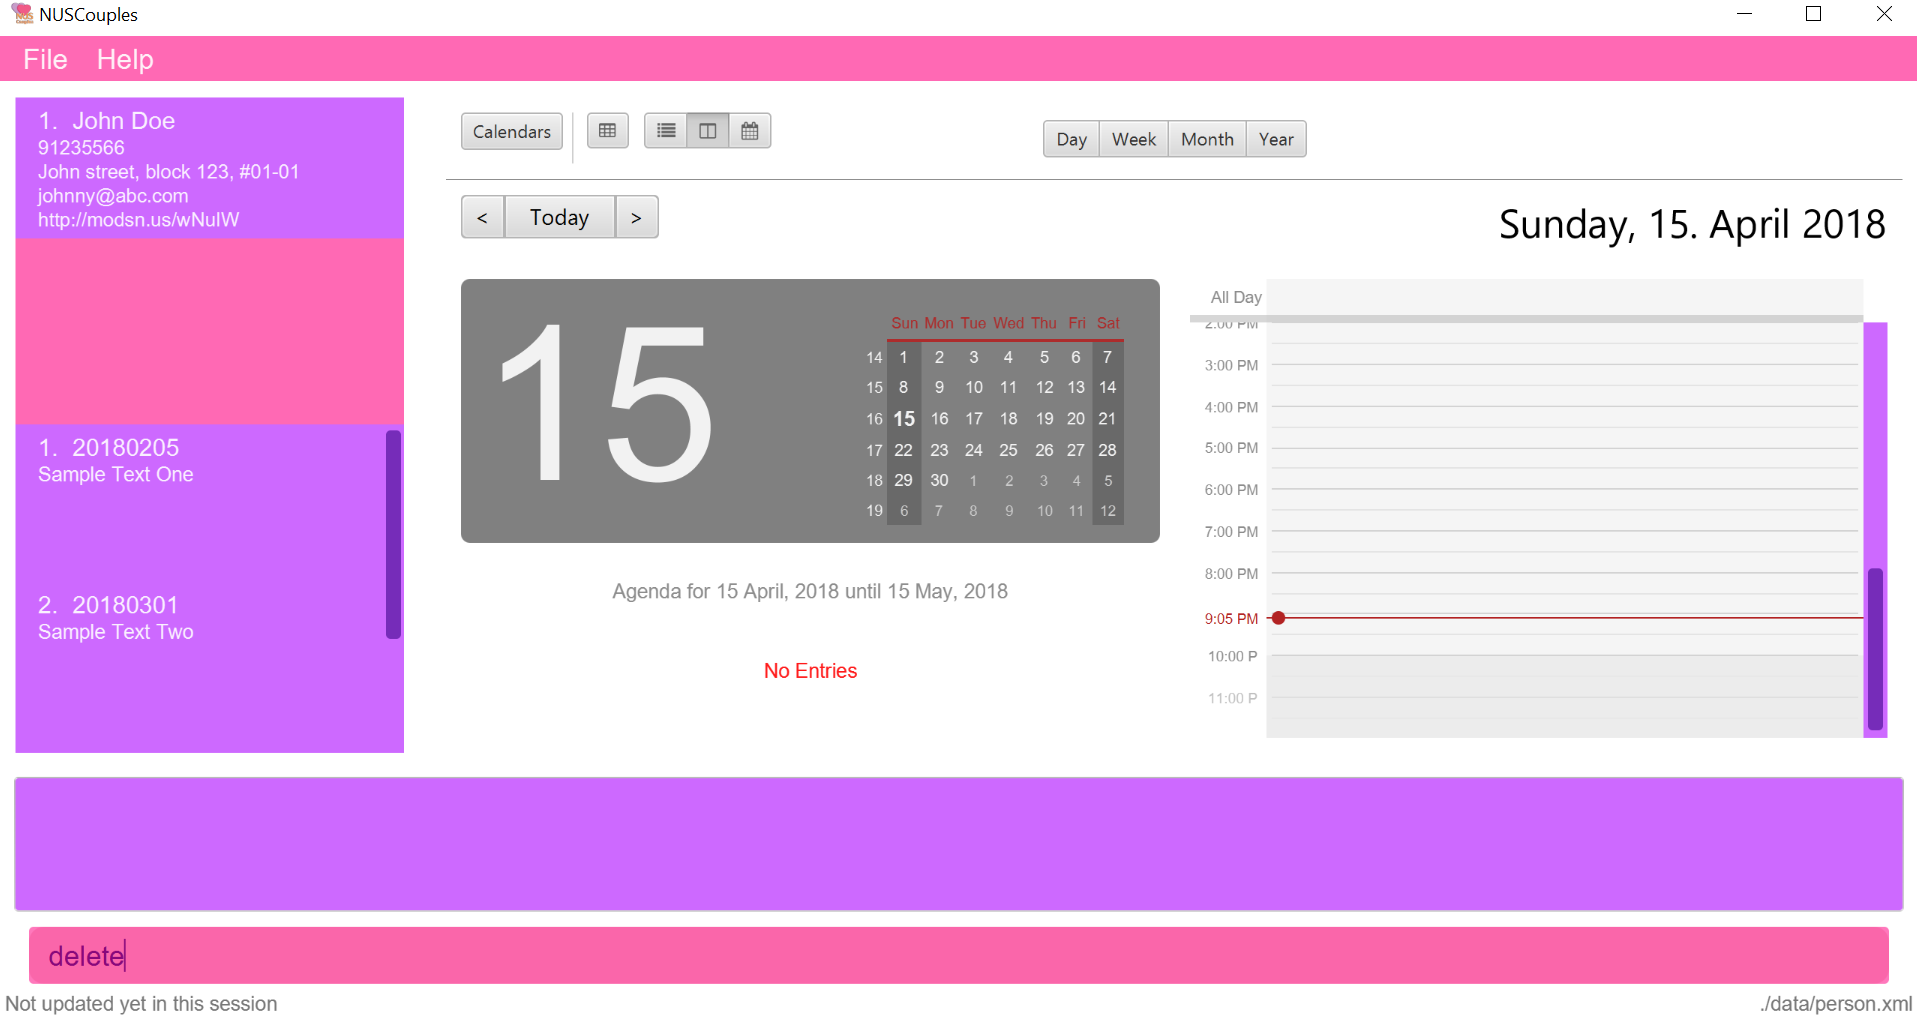 NUSCouples
File Help
1. John Doe
91235566
John street, block 123, #01-01
johnny@abc.com
http://modsn.us/wNulW
1. 20180205
Sample Text One
2. 20180301
Sample Text Two
Calendars
Day Week Month Year
< Today >
Sunday, 15. April 2018
15
Sun Mon Tue Wed Thu Fri Sat
14 1 2 3 4 5 6 7
15 8 9 10 11 12 13 14
16 15 16 17 18 19 20 21
17 22 23 24 25 26 27 28
18 29 30 1 2 3 4 5
19 6 7 8 9 10 11 12
Agenda for 15 April, 2018 until 15 May, 2018
No Entries
All Day
2:00 PM
3:00 PM
4:00 PM
5:00 PM
6:00 PM
7:00 PM
8:00 PM
9:05 PM
10:00 P
11:00 P
delete
Not updated yet in this session
./data/person.xml